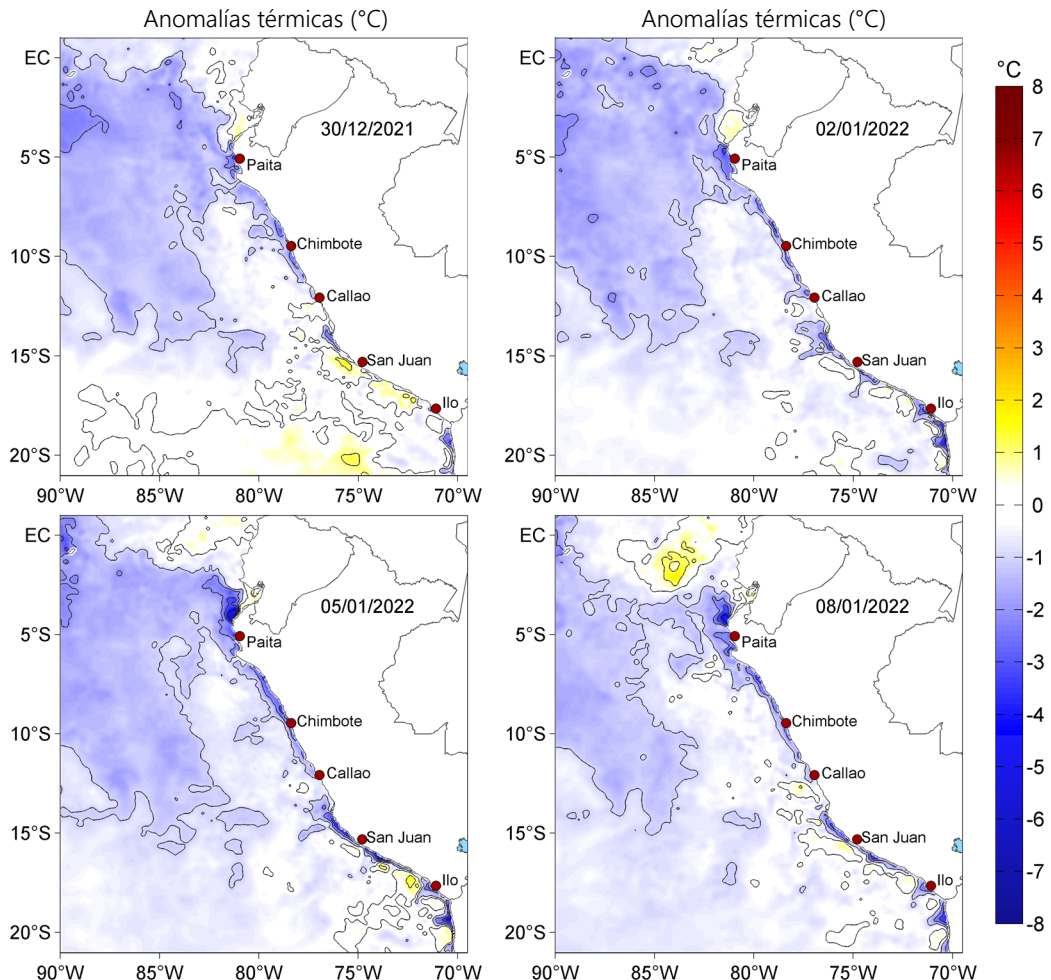 Anomalías térmicas (°C)
Anomalías térmicas (°C)
°C
EC
5°S
10°S
15°S
20°S
90°W
85°W
80°W
75°W
70°W
30/12/2021
Paita
Chimbote
Callao
San Juan
Ilo
EC
5°S
10°S
15°S
20°S
90°W
85°W
80°W
75°W
70°W
02/01/2022
Paita
Chimbote
Callao
San Juan
Ilo
EC
5°S
10°S
15°S
20°S
90°W
85°W
80°W
75°W
70°W
05/01/2022
Paita
Chimbote
Callao
San Juan
Ilo
EC
5°S
10°S
15°S
20°S
90°W
85°W
80°W
75°W
70°W
08/01/2022
Paita
Chimbote
Callao
San Juan
Ilo
8
7
6
5
4
3
2
1
0
-1
-2
-3
-4
-5
-6
-7
-8